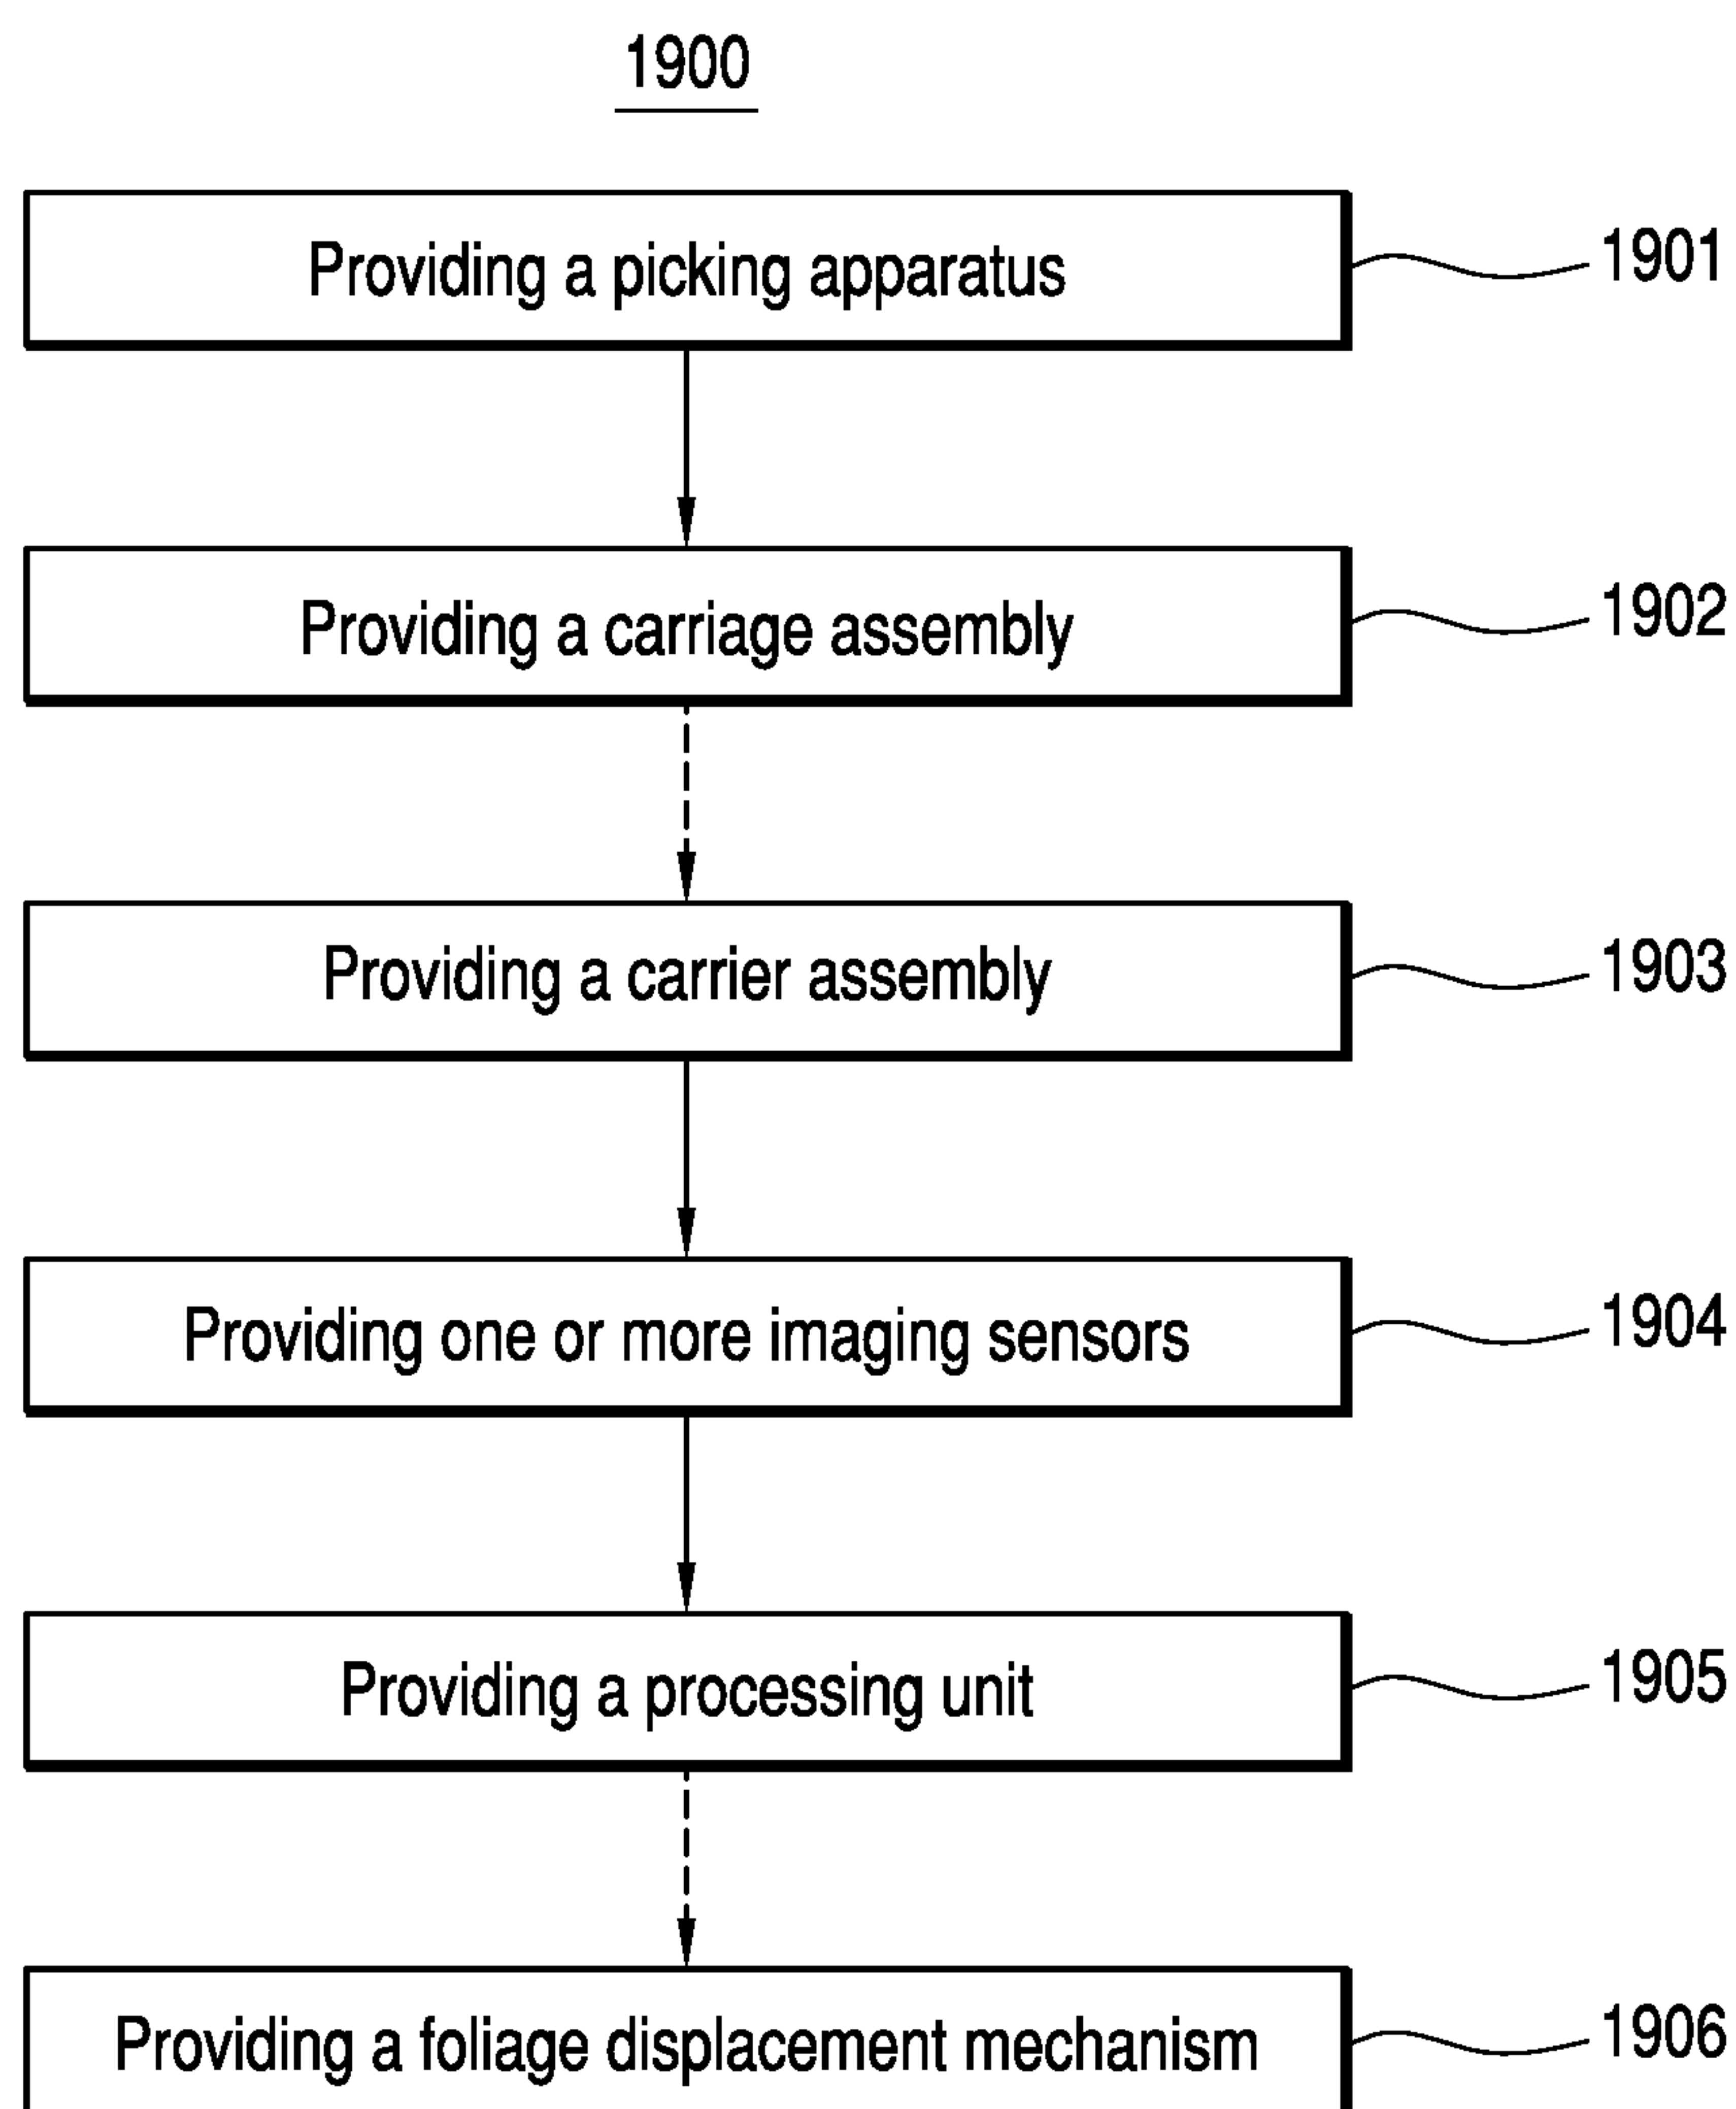 1900
Providing a picking apparatus 1901
Providing a carriage assembly 1902
Providing a carrier assembly 1903
Providing one or more imaging sensors 1904
Providing a processing unit 1905
Providing a foliage displacement mechanism 1906